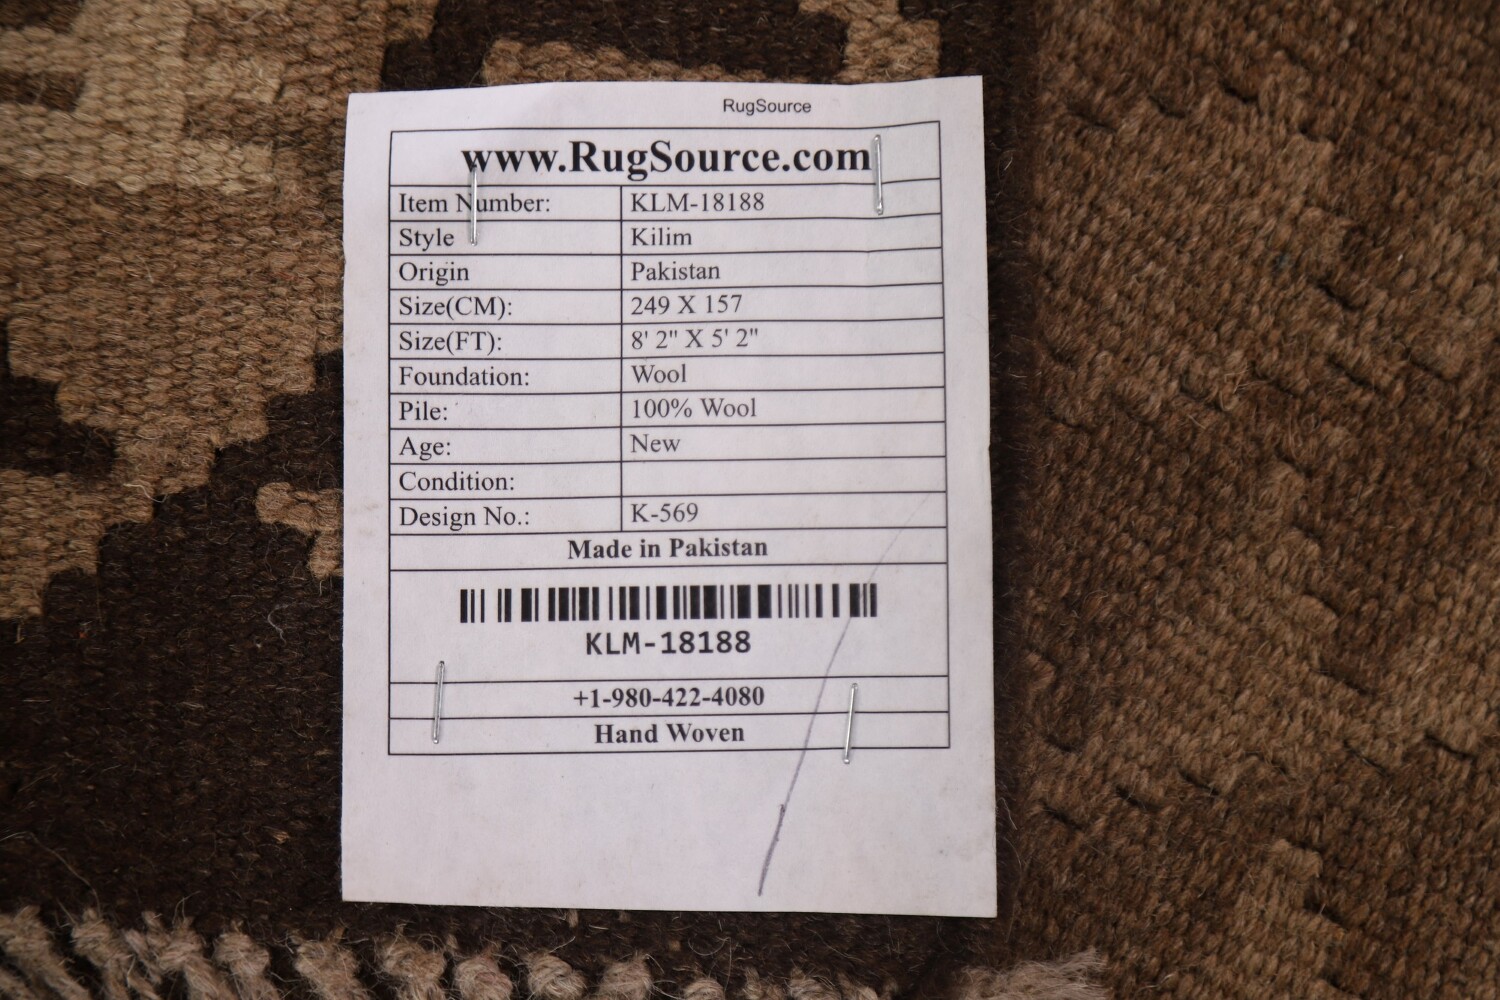 RugSource
www.RugSource.com
Item Number: KLM-18188
Style Kilim
Origin Pakistan
Size(CM): 249 X 157
Size(FT): 8' 2" X 5' 2"
Foundation: Wool
Pile: 100% Wool
Age: New
Condition:
Design No.: K-569
Made in Pakistan
KLM-18188
+1-980-422-4080
Hand Woven